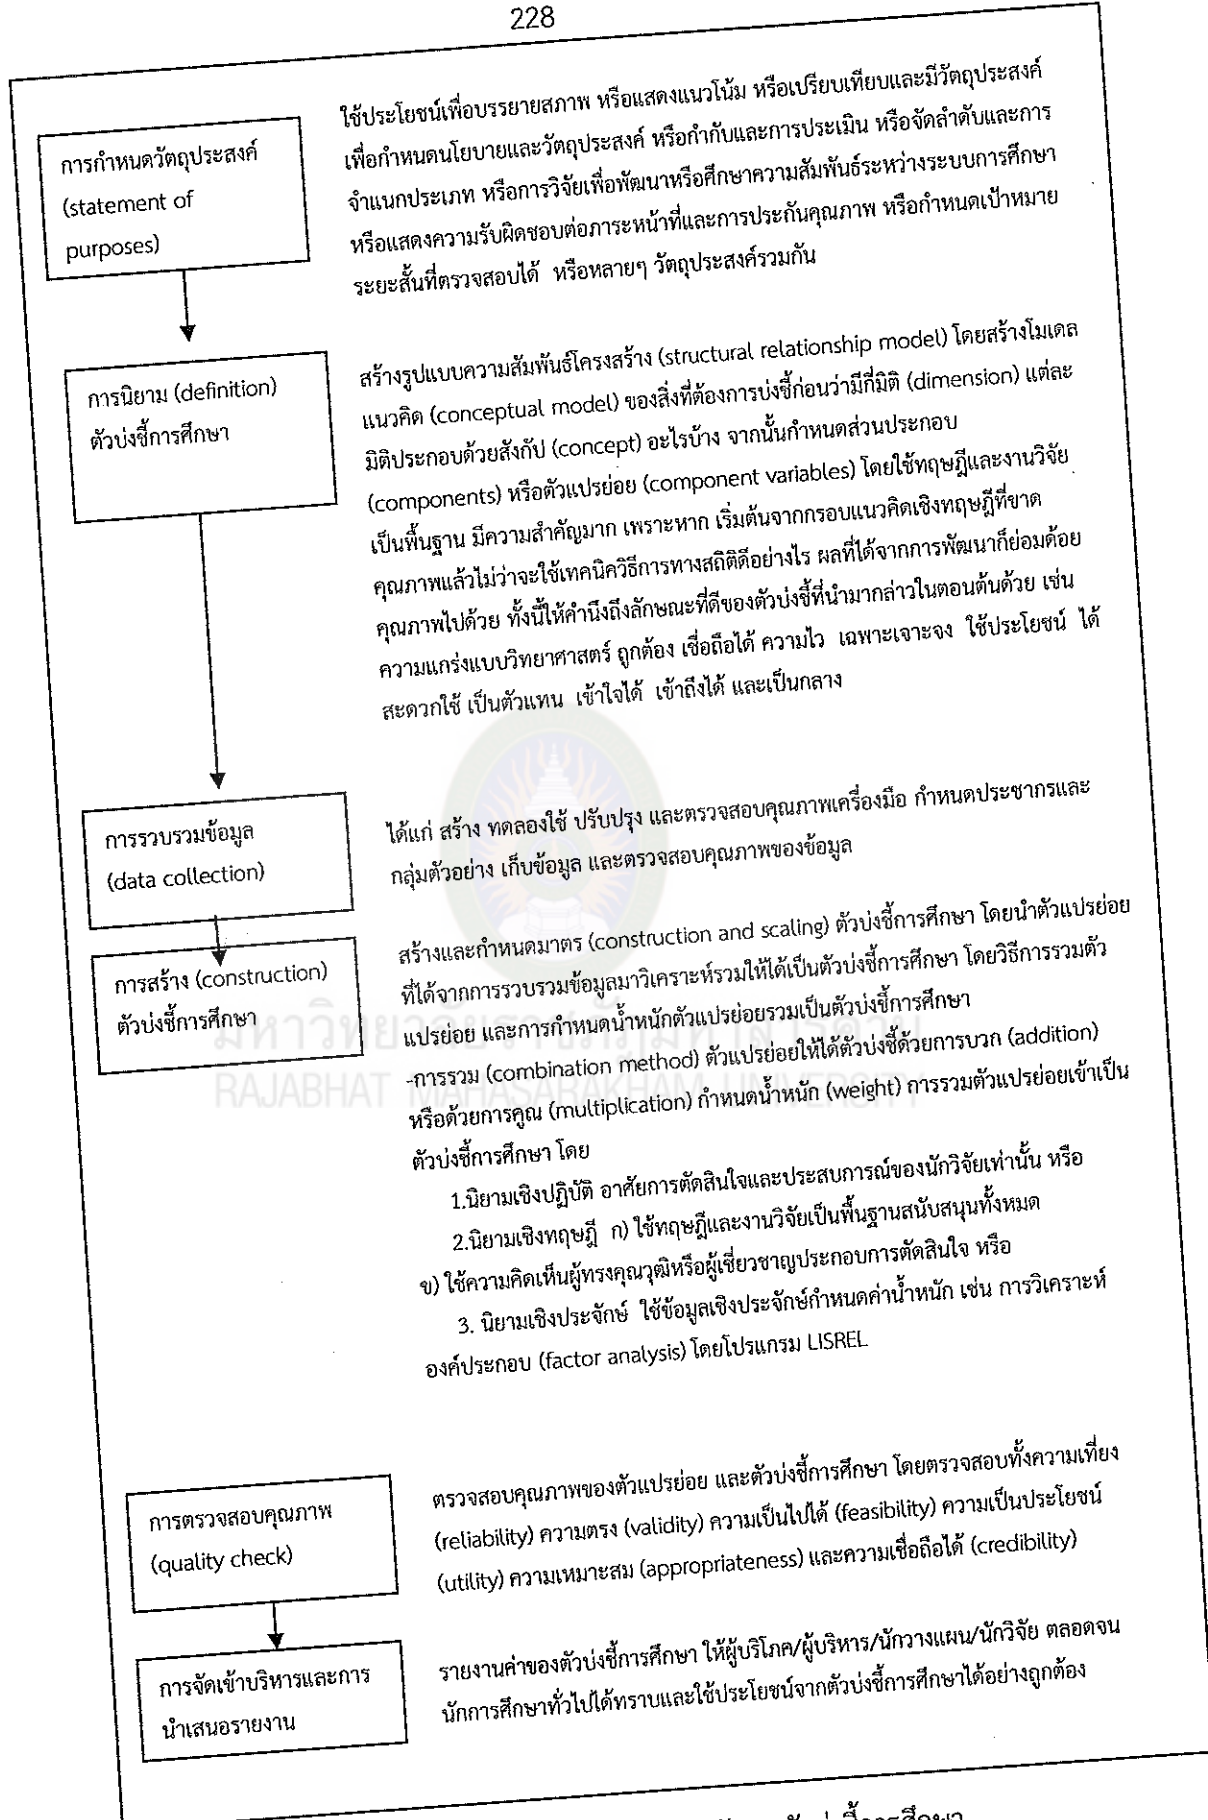 228
การกำหนดวัตถุประสงค์
(statement of
purposes)
ใช้ประโยชน์เพื่อบรรยายสภาพ หรือแสดงแนวโน้ม หรือเปรียบเทียบและมีวัตถุประสงค์
เพื่อกำหนดนโยบายและวัตถุประสงค์ หรือกำกับและการประเมิน หรือจัดลำดับและการ
จำแนกประเภท หรือการวิจัยเพื่อพัฒนาหรือศึกษาความสัมพันธ์ระหว่างระบบการศึกษา
หรือแสดงความรับผิดชอบต่อภาระหน้าที่และการประกันคุณภาพ หรือกำหนดเป้าหมาย
ระยะสั้นที่ตรวจสอบได้ หรือหลายๆ วัตถุประสงค์รวมกัน
การนิยาม (definition)
ตัวบ่งชี้การศึกษา
สร้างรูปแบบความสัมพันธ์โครงสร้าง (structural relationship model) โดยสร้างโมเดล
แนวคิด (conceptual model) ของสิ่งที่ต้องการบ่งชี้ก่อนว่ามีกี่มิติ (dimension) แต่ละ
มิติประกอบด้วยสังกัป (concept) อะไรบ้าง จากนั้นกำหนดส่วนประกอบ
(components) หรือตัวแปรย่อย (component variables) โดยใช้ทฤษฎีและงานวิจัย
เป็นพื้นฐาน มีความสำคัญมาก เพราะหาก เริ่มต้นจากกรอบแนวคิดเชิงทฤษฎีที่ขาด
คุณภาพแล้วไม่ว่าจะใช้เทคนิควิธีการทางสถิติดีอย่างไร ผลที่ได้จากการพัฒนาก็ย่อมด้อย
คุณภาพไปด้วย ทั้งนี้ให้คำนึงถึงลักษณะที่ดีของตัวบ่งชี้ที่นำมากล่าวในตอนต้นด้วย เช่น
ความแกร่งแบบวิทยาศาสตร์ ถูกต้อง เชื่อถือได้ ความไว เฉพาะเจาะจง ใช้ประโยชน์ ได้
สะดวกใช้ เป็นตัวแทน เข้าใจได้ เข้าถึงได้ และเป็นกลาง
การรวบรวมข้อมูล
(data collection)
ได้แก่ สร้าง ทดลองใช้ ปรับปรุง และตรวจสอบคุณภาพเครื่องมือ กำหนดประชากรและ
กลุ่มตัวอย่าง เก็บข้อมูล และตรวจสอบคุณภาพของข้อมูล
การสร้าง (construction)
ตัวบ่งชี้การศึกษา
สร้างและกำหนดมาตร (construction and scaling) ตัวบ่งชี้การศึกษา โดยนำตัวแปรย่อย
ที่ได้จากการรวบรวมข้อมูลมาวิเคราะห์รวมให้ได้เป็นตัวบ่งชี้การศึกษา โดยวิธีการรวมตัว
แปรย่อย และการกำหนดน้ำหนักตัวแปรย่อยรวมเป็นตัวบ่งชี้การศึกษา
-การรวม (combination method) ตัวแปรย่อยให้ได้ตัวบ่งชี้ด้วยการบวก (addition)
หรือด้วยการคูณ (multiplication) กำหนดน้ำหนัก (weight) การรวมตัวแปรย่อยเข้าเป็น
ตัวบ่งชี้การศึกษา โดย
1.นิยามเชิงปฏิบัติ อาศัยการตัดสินใจและประสบการณ์ของนักวิจัยเท่านั้น หรือ
2.นิยามเชิงทฤษฎี ก) ใช้ทฤษฎีและงานวิจัยเป็นพื้นฐานสนับสนุนทั้งหมด
ข) ใช้ความคิดเห็นผู้ทรงคุณวุฒิหรือผู้เชี่ยวชาญประกอบการตัดสินใจ หรือ
3. นิยามเชิงประจักษ์ ใช้ข้อมูลเชิงประจักษ์กำหนดค่าน้ำหนัก เช่น การวิเคราะห์
องค์ประกอบ (factor analysis) โดยโปรแกรม LISREL
มหาวิทยาลัยราชภัฏมหาสารคาม
RAJABHAT MAHASARAKHAM UNIVERSITY
การตรวจสอบคุณภาพ
(quality check)
ตรวจสอบคุณภาพของตัวแปรย่อย และตัวบ่งชี้การศึกษา โดยตรวจสอบทั้งความเที่ยง
(reliability) ความตรง (validity) ความเป็นไปได้ (feasibility) ความเป็นประโยชน์
(utility) ความเหมาะสม (appropriateness) และความเชื่อถือได้ (credibility)
การจัดเข้าบริหารและการ
นำเสนอรายงาน
รายงานค่าของตัวบ่งชี้การศึกษา ให้ผู้บริโภค/ผู้บริหาร/นักวางแผน/นักวิจัย ตลอดจน
นักการศึกษาทั่วไปได้ทราบและใช้ประโยชน์จากตัวบ่งชี้การศึกษาได้อย่างถูกต้อง